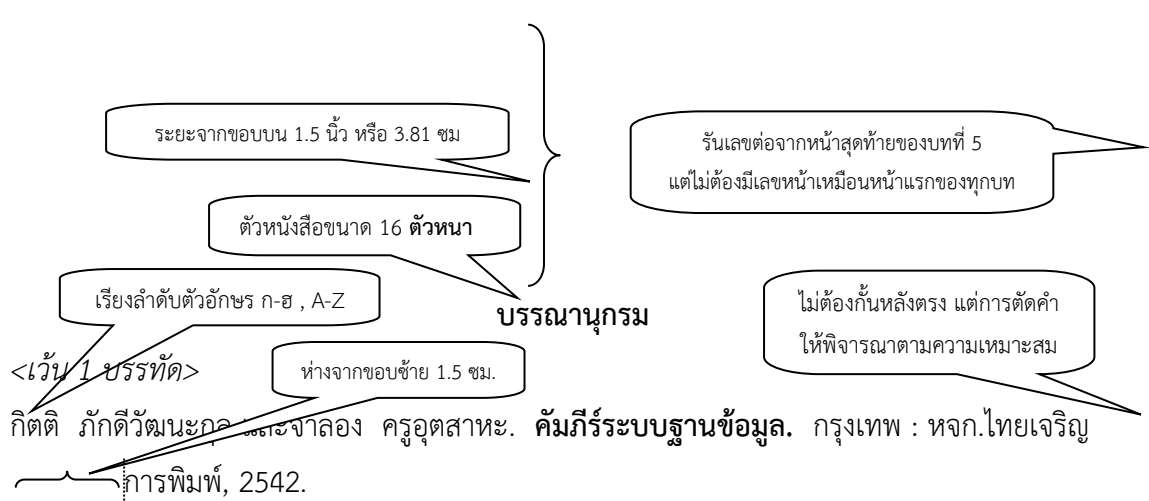 ระยะจากขอบบน 1.5 นิ้ว หรือ 3.81 ซม
รันเลขต่อจากหน้าสุดท้ายของบทที่ 5
แต่ไม่ต้องมีเลขหน้าเหมือนหน้าแรกของทุกบท
ตัวหนังสือขนาด 16 ตัวหนา
เรียงลำดับตัวอักษร ก-ฮ , A-Z
ไม่ต้องกั้นหลังตรง แต่การตัดคำ
ให้พิจารณาตามความเหมาะสม
บรรณานุกรม
<เว้น 1 บรรทัด>
ห่างจากขอบซ้าย 1.5 ซม.
กิตติ ภักดีวัฒนะกุล และจำลอง ครูอุตสาหะ. คัมภีร์ระบบฐานข้อมูล. กรุงเทพ : หจก.ไทยเจริญ
การพิมพ์, 2542.